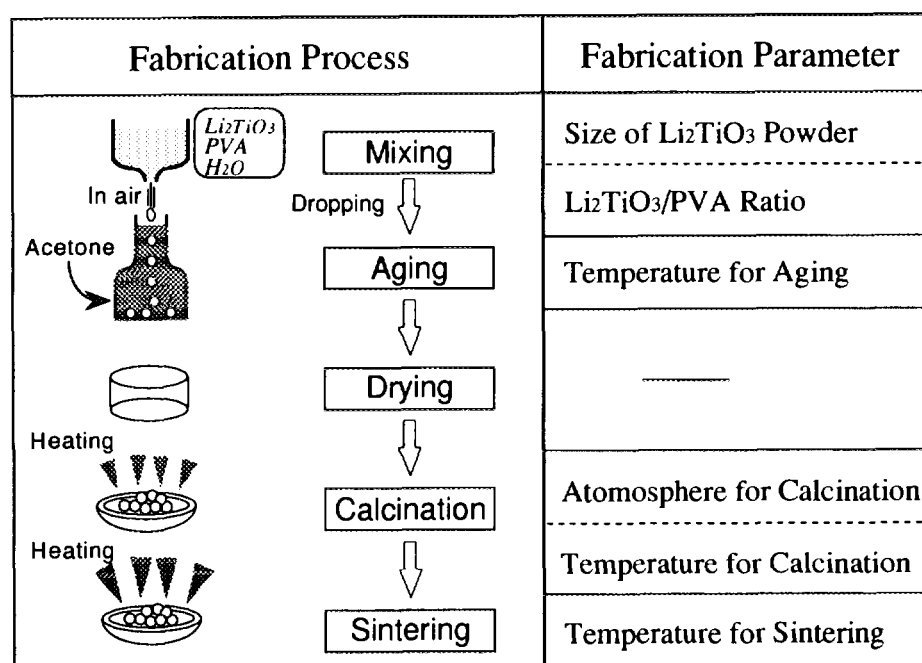 Fabrication Process
Fabrication Parameter
Li2TiO3
PVA
H2O
In air
Acetone
Mixing
Dropping
Size of Li2TiO3 Powder
Li2TiO3/PVA Ratio
Aging
Temperature for Aging
Drying
Heating
Calcination
Atomosphere for Calcination
Temperature for Calcination
Heating
Sintering
Temperature for Sintering